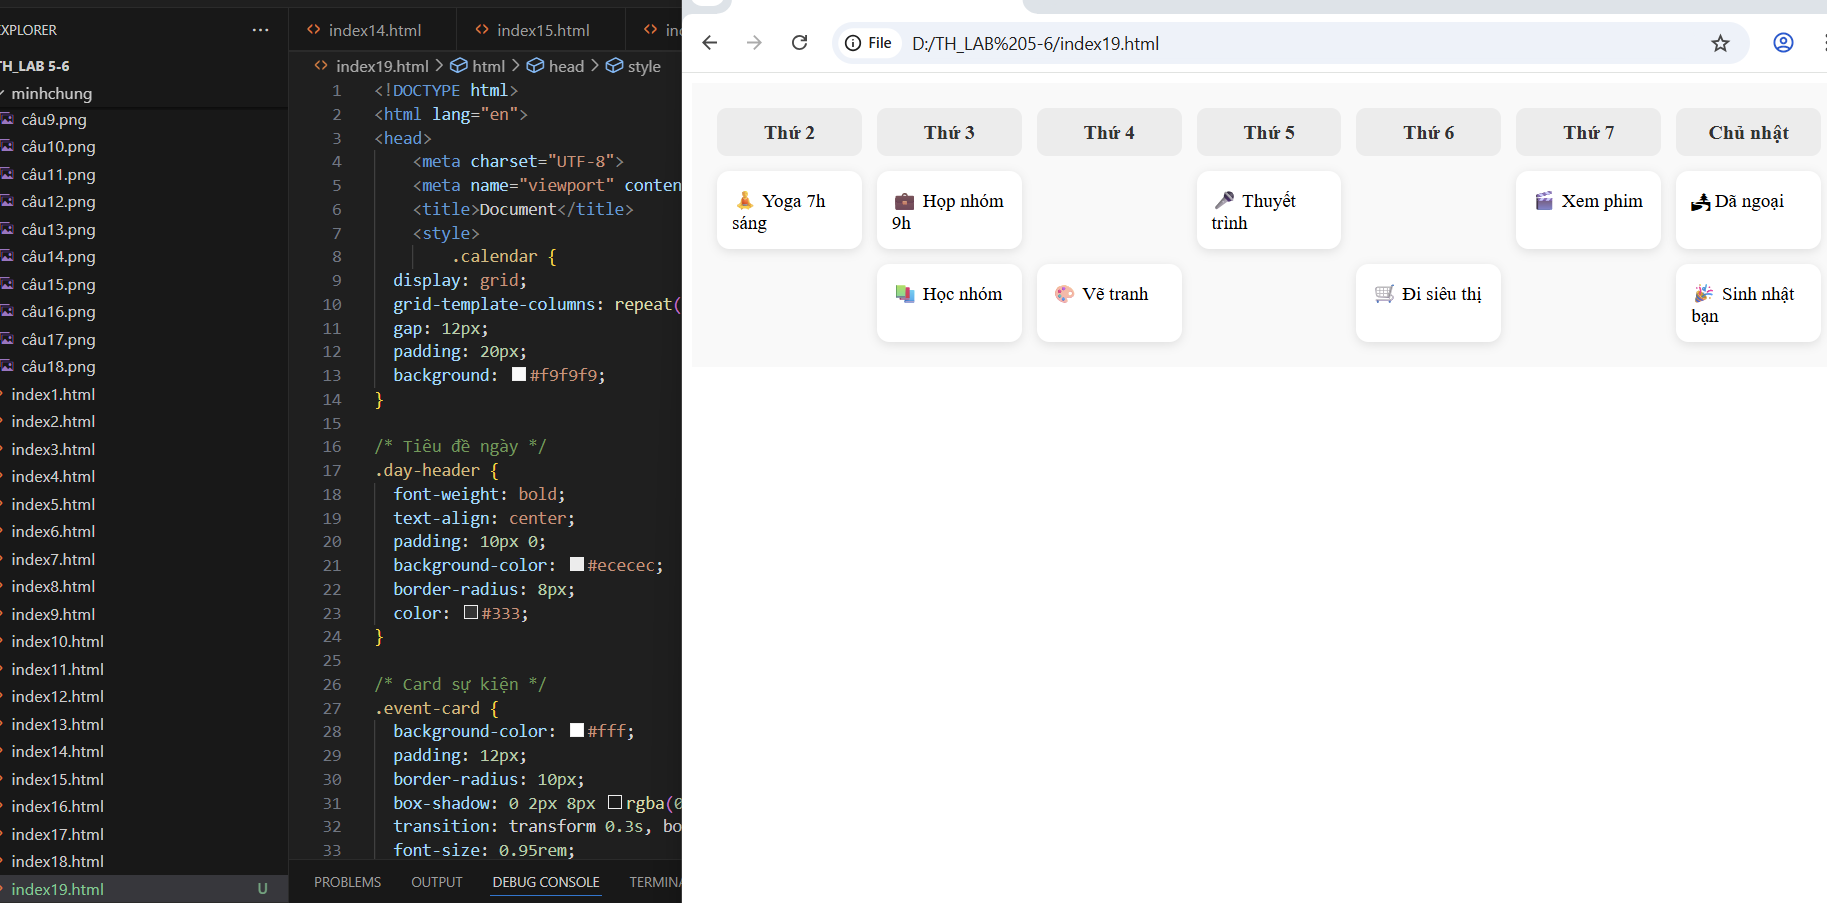 EXPLORER
TH_LAB 5-6
minhchung
câu9.png
câu10.png
câu11.png
câu12.png
câu13.png
câu14.png
câu15.png
câu16.png
câu17.png
câu18.png
index1.html
index2.html
index3.html
index4.html
index5.html
index6.html
index7.html
index8.html
index9.html
index10.html
index11.html
index12.html
index13.html
index14.html
index15.html
index16.html
index17.html
index18.html
index19.html U
index14.html index15.html
index19.html > html > head > style
1 <!DOCTYPE html>
2 <html lang="en">
3 <head>
4 <meta charset="UTF-8">
5 <meta name="viewport" conten
6 <title>Document</title>
7 <style>
8 .calendar {
9 display: grid;
10 grid-template-columns: repeat(
11 gap: 12px;
12 padding: 20px;
13 background: #f9f9f9;
14 }
15
16 /* Tiêu đề ngày */
17 .day-header {
18 font-weight: bold;
19 text-align: center;
20 padding: 10px 0;
21 background-color: #ececec;
22 border-radius: 8px;
23 color: #333;
24 }
25
26 /* Card sự kiện */
27 .event-card {
28 background-color: #fff;
29 padding: 12px;
30 border-radius: 10px;
31 box-shadow: 0 2px 8px rgba(0
32 transition: transform 0.3s, bo
33 font-size: 0.95rem;
PROBLEMS OUTPUT DEBUG CONSOLE TERMINA
File D:/TH_LAB%205-6/index19.html
Thứ 2 Thứ 3 Thứ 4 Thứ 5 Thứ 6 Thứ 7 Chủ nhật
🧘 Yoga 7h
sáng
💼 Họp nhóm
9h
🎤 Thuyết
trình
🎬 Xem phim
🏞 Dã ngoại
📚 Học nhóm
🎨 Vẽ tranh
🛒 Đi siêu thị
🎉 Sinh nhật
bạn